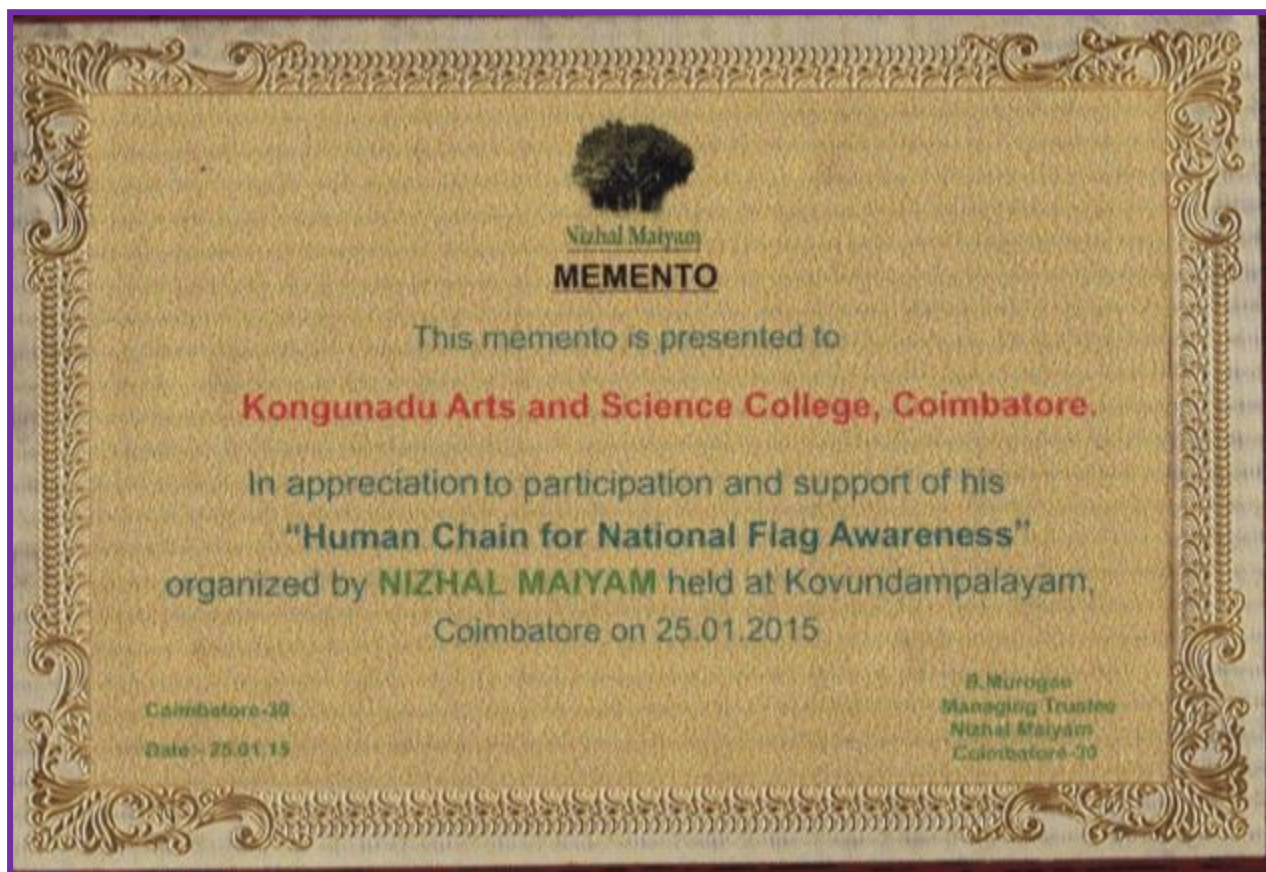 Nizhal Maiyam
MEMENTO
This memento is presented to
Kongunadu Arts and Science College, Coimbatore.
In appreciation to participation and support of his
“Human Chain for National Flag Awareness”
organized by NIZHAL MAIYAM held at Kovundampalayam,
Coimbatore on 25.01.2015
Coimbatore-30
Date:- 25.01.15
B.Murogan
Managing Trustee
Nizhal Maiyam
Coimbatore-30